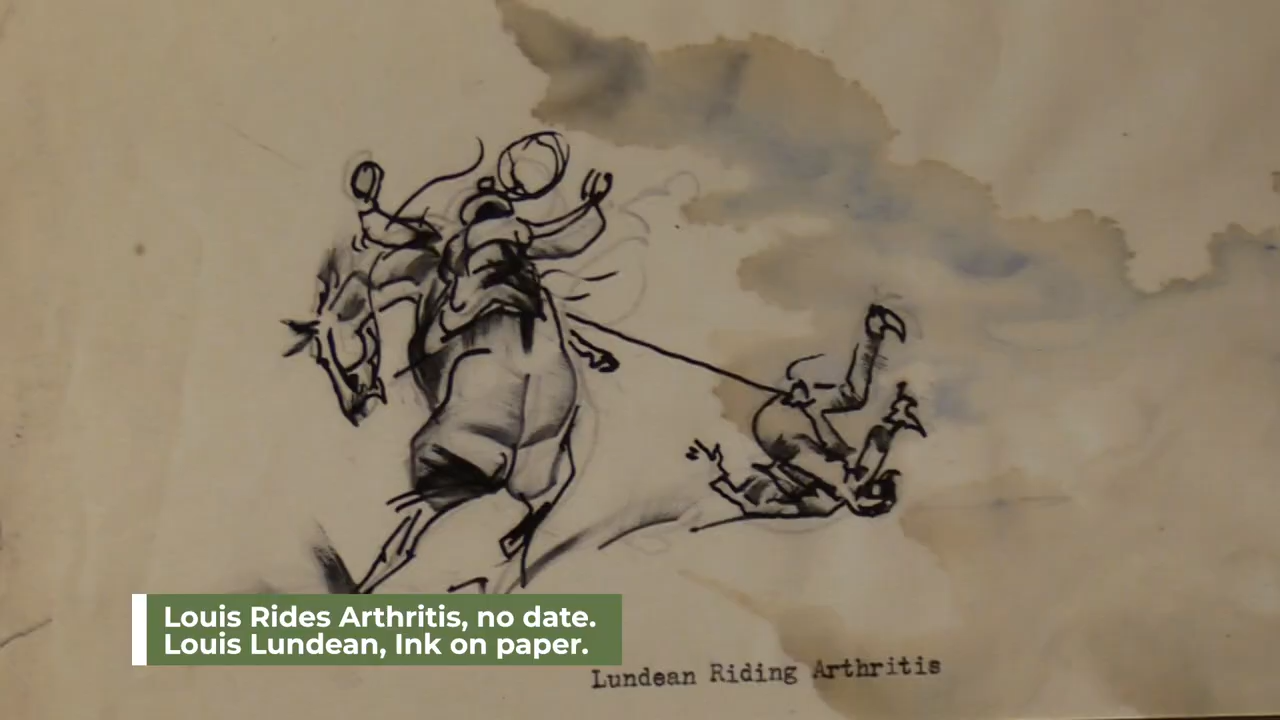 Louis Rides Arthritis, no date.
Louis Lundean, Ink on paper.
Lundean Riding Arthritis